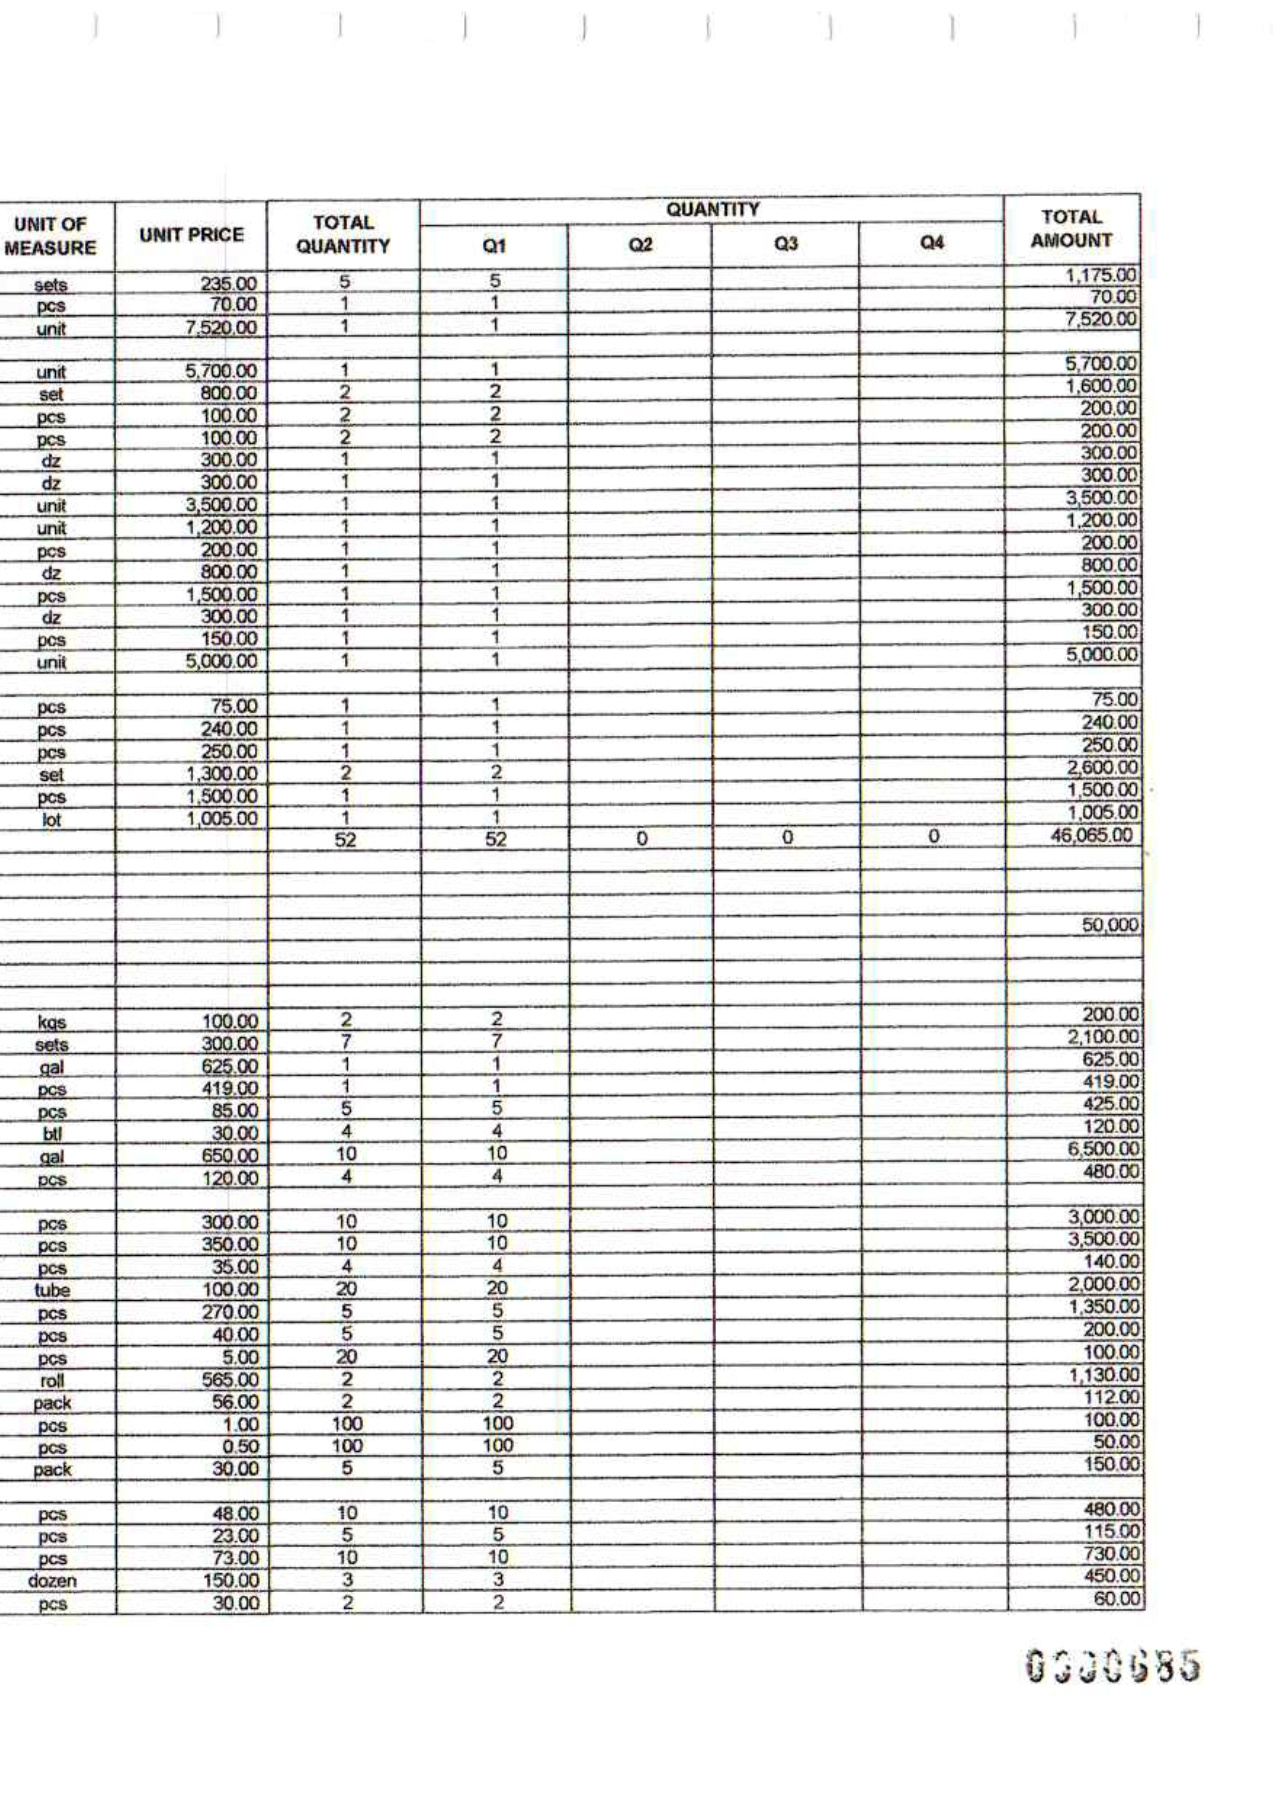 UNIT OF MEASURE UNIT PRICE TOTAL QUANTITY QUANTITY TOTAL AMOUNT
Q1 Q2 Q3 Q4
sets 235.00 5 5 1,175.00
pcs 70.00 1 1 70.00
unit 7,520.00 1 1 7,520.00
unit 5,700.00 1 1 5,700.00
set 800.00 2 2 1,600.00
pcs 100.00 2 2 200.00
pcs 100.00 2 2 200.00
dz 300.00 1 1 300.00
dz 300.00 1 1 300.00
unit 3,500.00 1 1 3,500.00
unit 1,200.00 1 1 1,200.00
pcs 200.00 1 1 200.00
dz 800.00 1 1 800.00
pcs 1,500.00 1 1 1,500.00
dz 300.00 1 1 300.00
pcs 150.00 1 1 150.00
unit 5,000.00 1 1 5,000.00
pcs 75.00 1 1 75.00
pcs 240.00 1 1 240.00
pcs 250.00 1 1 250.00
set 1,300.00 2 2 2,600.00
pcs 1,500.00 1 1 1,500.00
lot 1,005.00 1 1 1,005.00
52 52 0 0 0 46,065.00
50,000
kgs 100.00 2 2 200.00
sets 300.00 7 7 2,100.00
gal 625.00 1 1 625.00
pcs 419.00 1 1 419.00
pcs 85.00 5 5 425.00
btl 30.00 4 4 120.00
gal 650.00 10 10 6,500.00
pcs 120.00 4 4 480.00
pcs 300.00 10 10 3,000.00
pcs 350.00 10 10 3,500.00
pcs 35.00 4 4 140.00
tube 100.00 20 20 2,000.00
pcs 270.00 5 5 1,350.00
pcs 40.00 5 5 200.00
pcs 5.00 20 20 100.00
roll 565.00 2 2 1,130.00
pack 56.00 2 2 112.00
pcs 1.00 100 100 100.00
pcs 0.50 100 100 50.00
pack 30.00 5 5 150.00
pcs 48.00 10 10 480.00
pcs 23.00 5 5 115.00
pcs 73.00 10 10 730.00
dozen 150.00 3 3 450.00
pcs 30.00 2 2 60.00